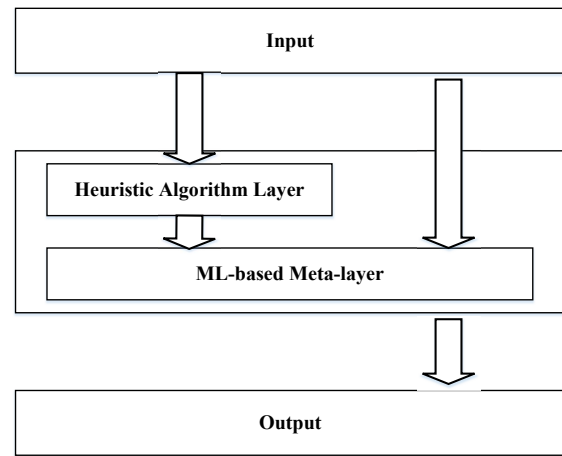 Input
Heuristic Algorithm Layer
ML-based Meta-layer
Output